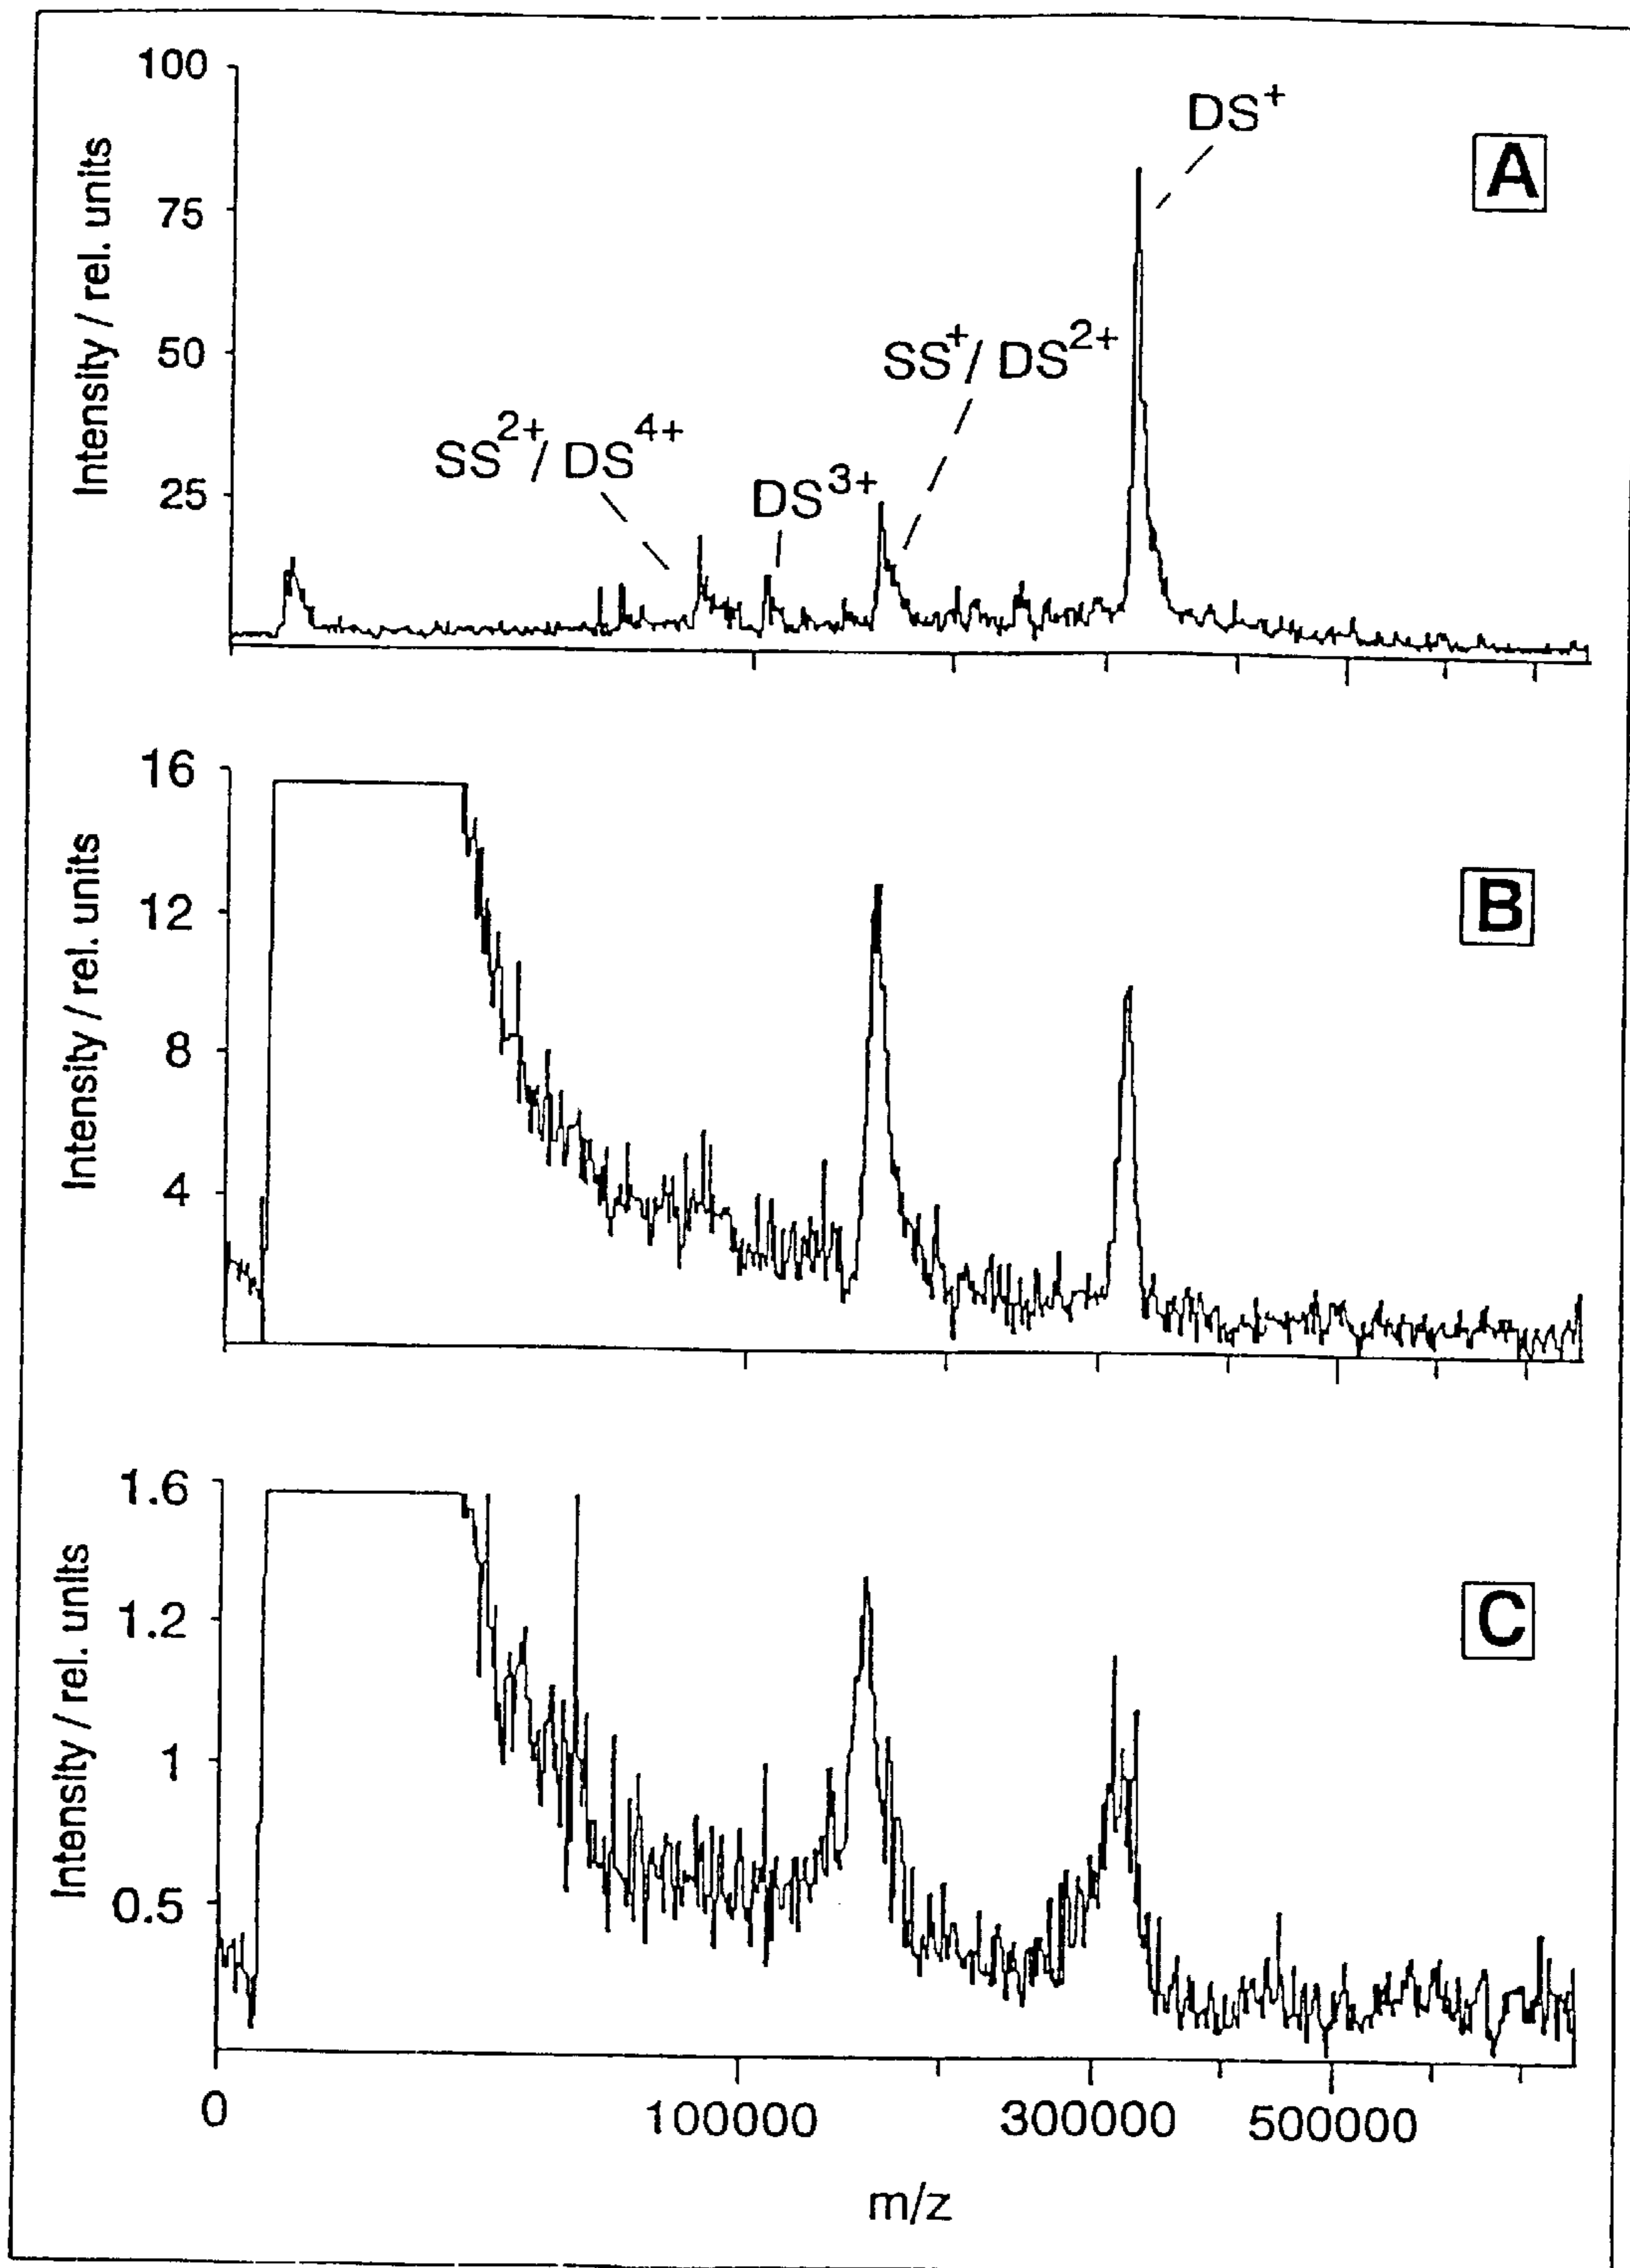 100
75
50
25
Intensity / rel. units
DS⁺
A
SS⁺/ DS²⁺
SS²⁺/ DS⁴⁺
DS³⁺
16
12
8
4
Intensity / rel. units
B
1.6
1.2
1
0.5
Intensity / rel. units
C
0 100000 300000 500000
m/z